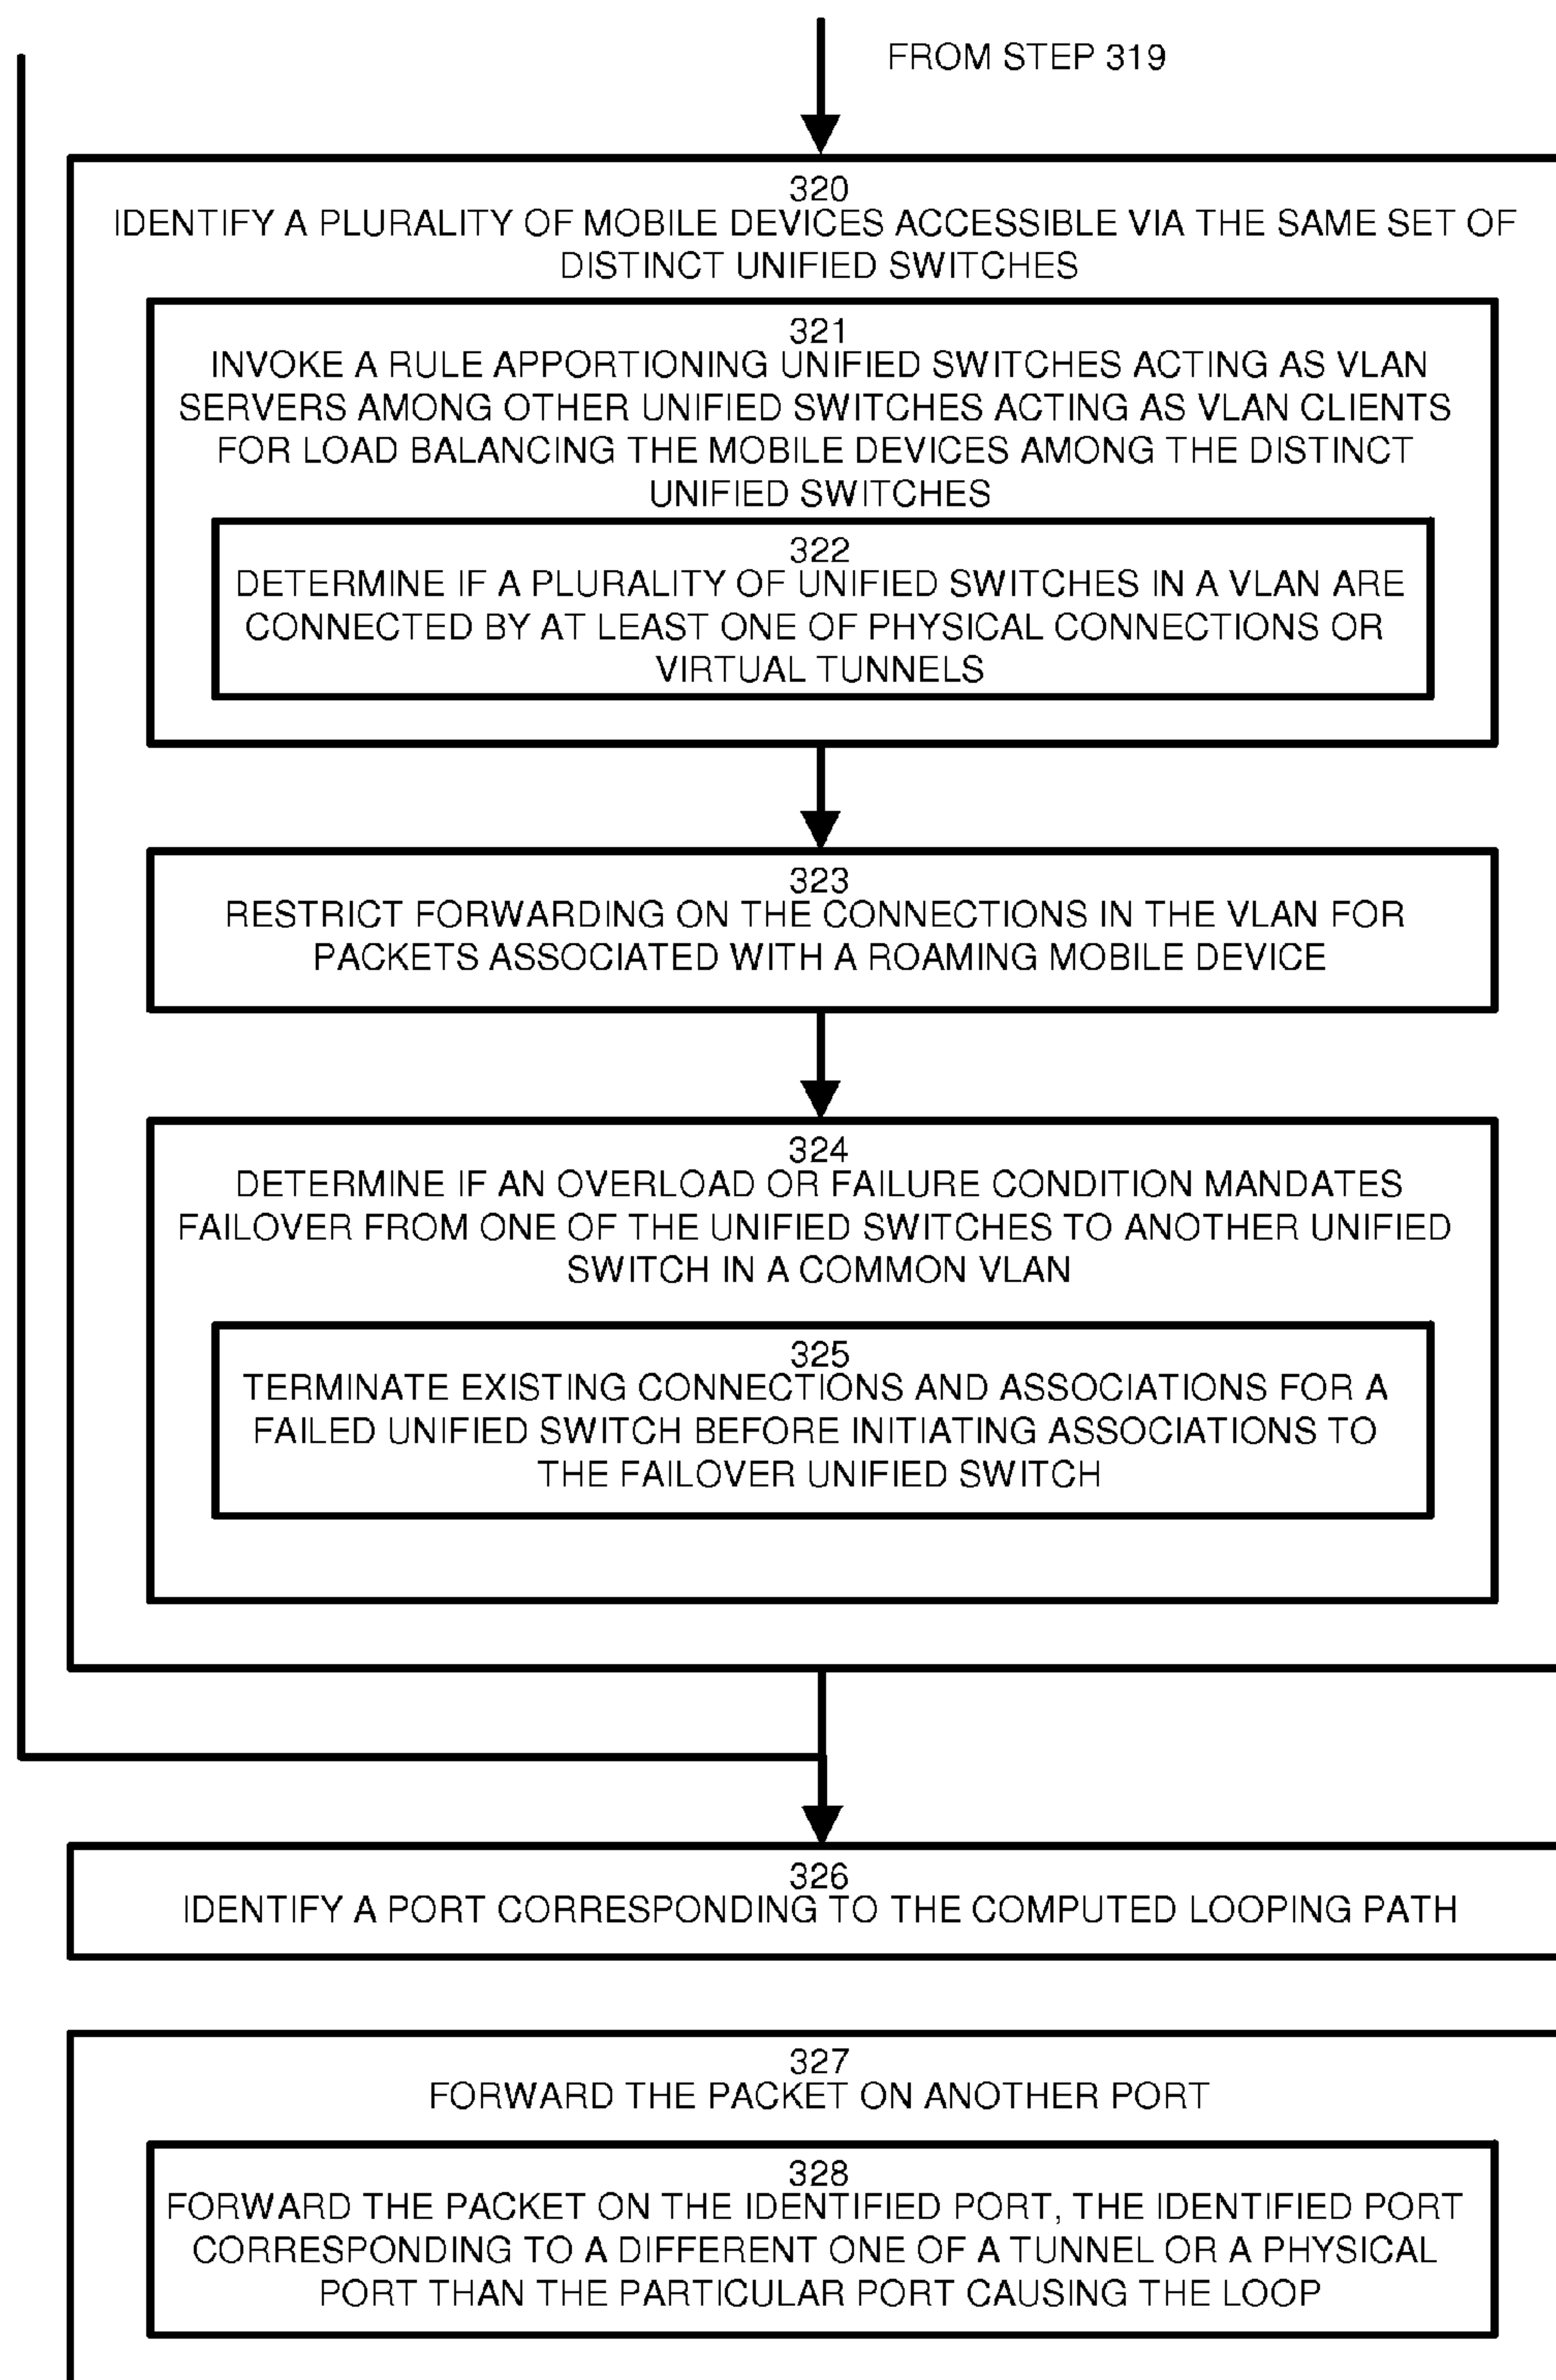 FROM STEP 319
320
IDENTIFY A PLURALITY OF MOBILE DEVICES ACCESSIBLE VIA THE SAME SET OF
DISTINCT UNIFIED SWITCHES
321
INVOKE A RULE APPORTIONING UNIFIED SWITCHES ACTING AS VLAN
SERVERS AMONG OTHER UNIFIED SWITCHES ACTING AS VLAN CLIENTS
FOR LOAD BALANCING THE MOBILE DEVICES AMONG THE DISTINCT
UNIFIED SWITCHES
322
DETERMINE IF A PLURALITY OF UNIFIED SWITCHES IN A VLAN ARE
CONNECTED BY AT LEAST ONE OF PHYSICAL CONNECTIONS OR
VIRTUAL TUNNELS
323
RESTRICT FORWARDING ON THE CONNECTIONS IN THE VLAN FOR
PACKETS ASSOCIATED WITH A ROAMING MOBILE DEVICE
324
DETERMINE IF AN OVERLOAD OR FAILURE CONDITION MANDATES
FAILOVER FROM ONE OF THE UNIFIED SWITCHES TO ANOTHER UNIFIED
SWITCH IN A COMMON VLAN
325
TERMINATE EXISTING CONNECTIONS AND ASSOCIATIONS FOR A
FAILED UNIFIED SWITCH BEFORE INITIATING ASSOCIATIONS TO
THE FAILOVER UNIFIED SWITCH
326
IDENTIFY A PORT CORRESPONDING TO THE COMPUTED LOOPING PATH
327
FORWARD THE PACKET ON ANOTHER PORT
328
FORWARD THE PACKET ON THE IDENTIFIED PORT, THE IDENTIFIED PORT
CORRESPONDING TO A DIFFERENT ONE OF A TUNNEL OR A PHYSICAL
PORT THAN THE PARTICULAR PORT CAUSING THE LOOP